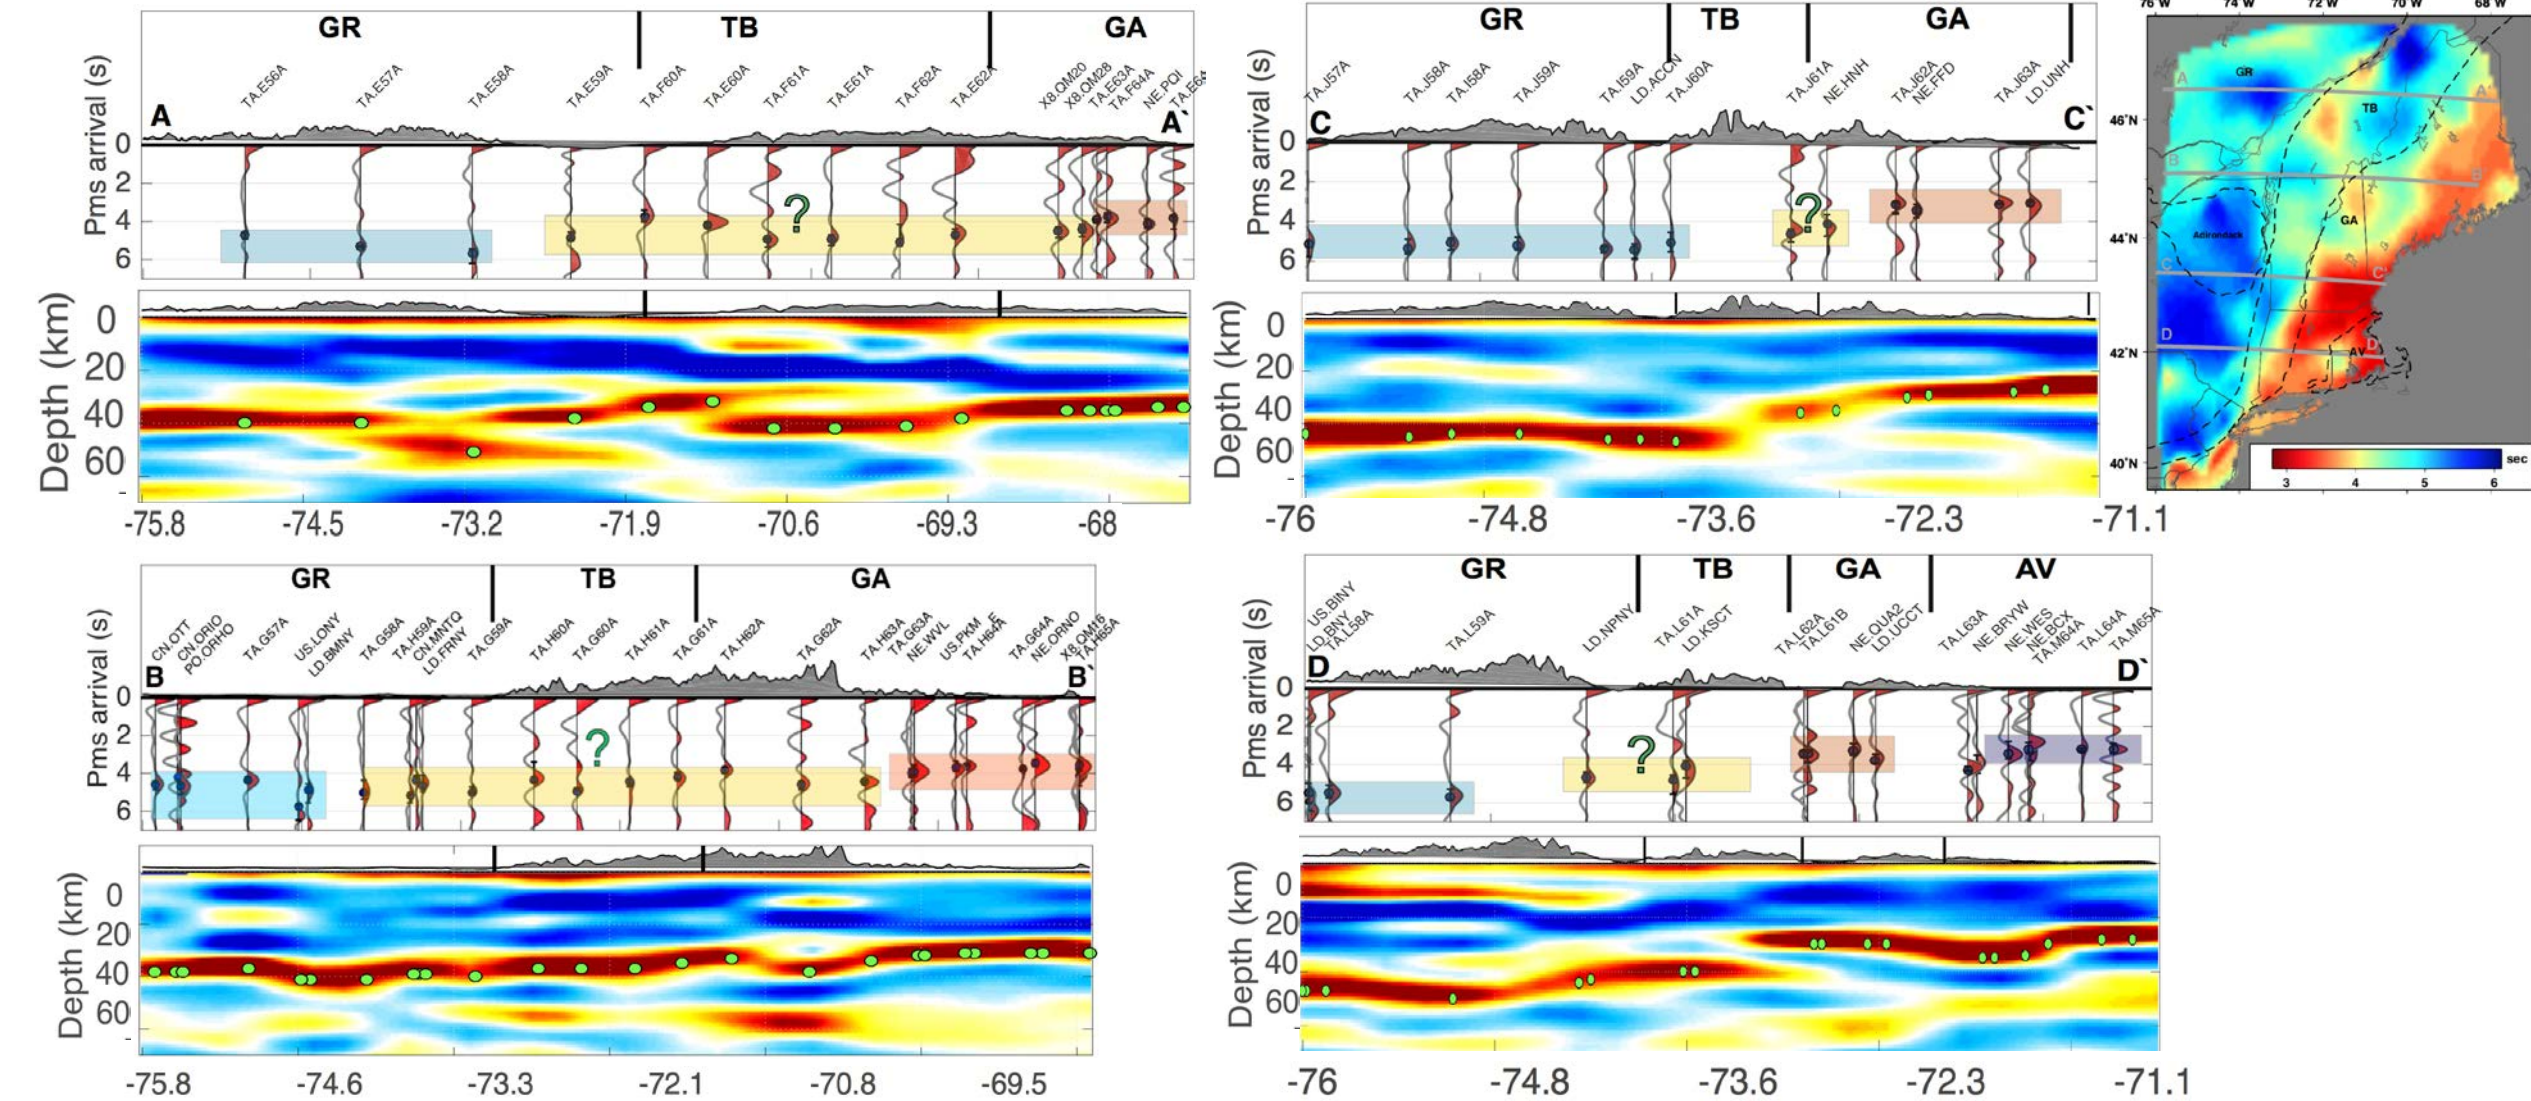 GR TB GA
TA.E56A TA.E57A TA.E58A TA.E59A TA.F60A TA.E60A TA.F61A TA.E61A TA.F62A TA.E62A X8.QM20 X8.QM28 TA.E63A TA.F64A NE.PQI
A A`
Pms arrival (s)
0
2
4
6
?
Depth (km)
0
20
40
60
-75.8 -74.5 -73.2 -71.9 -70.6 -69.3 -68
GR TB GA
TA.J57A TA.J58A TA.I58A TA.J59A TA.I59A LD.ACCN TA.J60A TA.J61A NE.HNH TA.J62A NE.FFD TA.J63A LD.UNH
C C`
Pms arrival (s)
0
2
4
6
?
Depth (km)
0
20
40
60
-76 -74.8 -73.6 -72.3 -71.1
76˚W 74˚W 72˚W 70˚W 68˚W
46˚N
44˚N
42˚N
40˚N
GR
A A'
TB
B B'
Adirondack
GA
C C'
D D'
AV
sec
3 4 5 6
GR TB GA
CN.OTT CN.ORIO PO.ORHO TA.G57A US.LONY LD.BMNY TA.G58A TA.H59A CN.MNTQ LD.FRNY TA.G59A TA.H60A TA.G60A TA.H61A TA.G61A TA.H62A TA.G62A TA.H63A TA.G63A NE.WVL US.PKME TA.H64A TA.G64A NE.ORNO X8.QM16 TA.H65A
B B`
Pms arrival (s)
0
2
4
6
?
Depth (km)
0
20
40
60
-75.8 -74.6 -73.3 -72.1 -70.8 -69.5
GR TB GA AV
US.BINY LD.BNY TA.L58A TA.L59A LD.NPNY TA.L61A LD.KSCT TA.L62A TA.L61B NE.QUA2 LD.UCCT TA.L63A NE.BRYW NE.WES NE.BCX TA.M64A TA.L64A TA.M65A
D D`
Pms arrival (s)
0
2
4
6
?
Depth (km)
0
20
40
60
-76 -74.8 -73.6 -72.3 -71.1